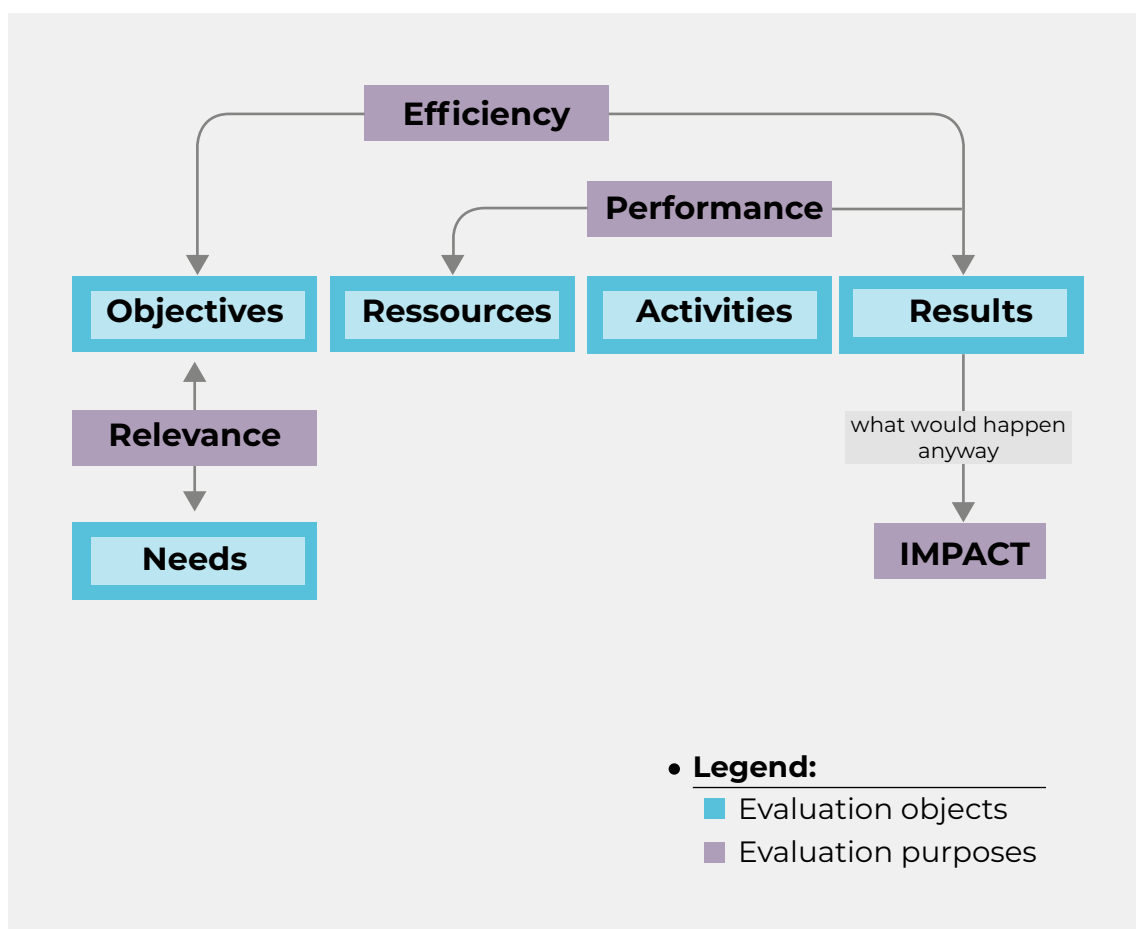 Efficiency
Performance
Objectives
Ressources
Activities
Results
Relevance
what would happen
anyway
Needs
IMPACT
• Legend:
Evaluation objects
Evaluation purposes